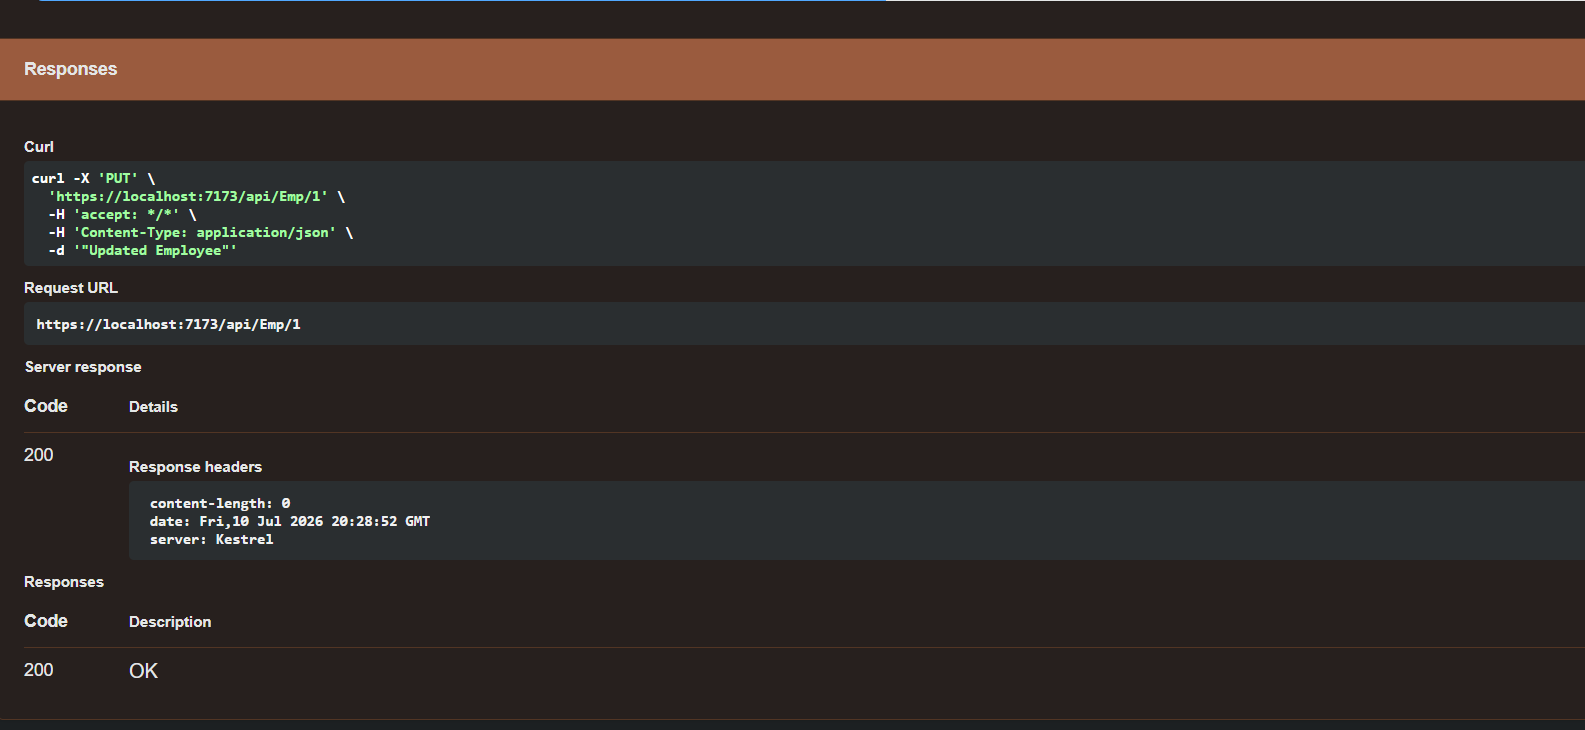 Responses
Curl
curl -X 'PUT' \
  'https://localhost:7173/api/Emp/1' \
  -H 'accept: */*' \
  -H 'Content-Type: application/json' \
  -d '"Updated Employee"'
Request URL
https://localhost:7173/api/Emp/1
Server response
Code Details
200
Response headers
content-length: 0
date: Fri,10 Jul 2026 20:28:52 GMT
server: Kestrel
Responses
Code Description
200 OK